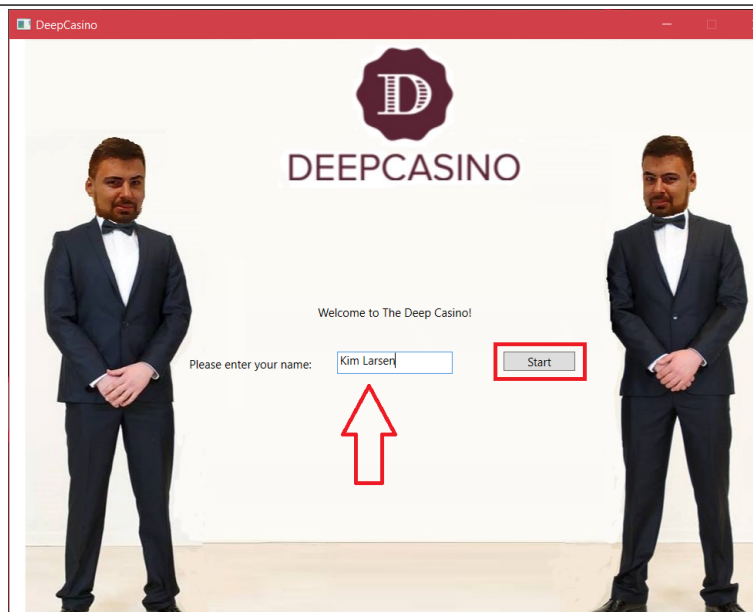 DeepCasino
D
DEEPCASINO
Welcome to The Deep Casino!
Please enter your name: Kim Larsen Start